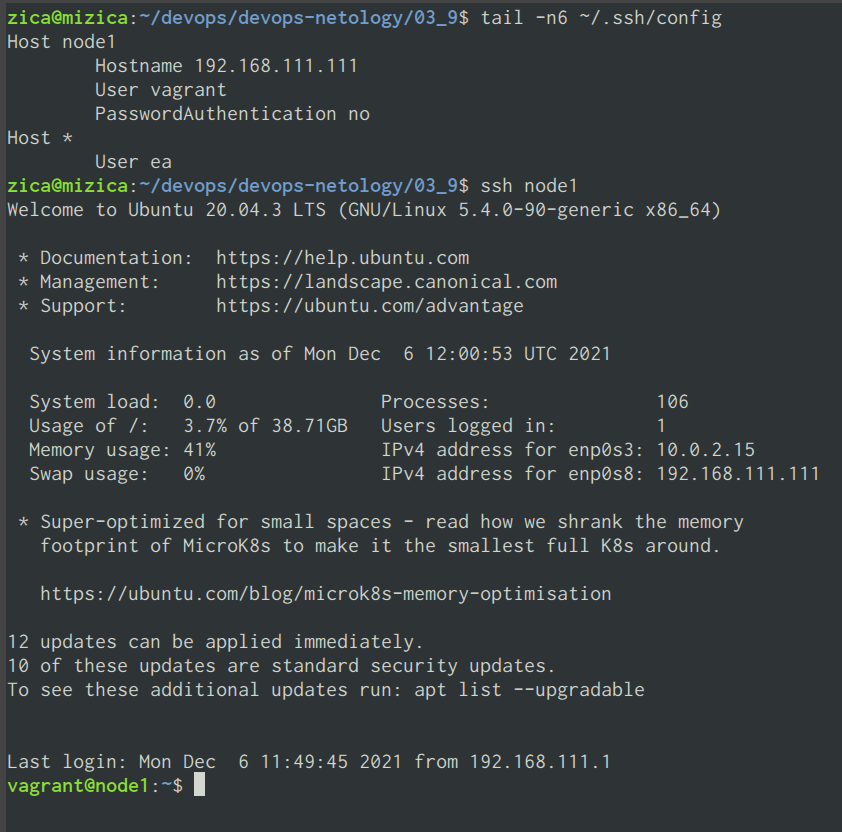 zica@mizica:~/devops/devops-netology/03_9$ tail -n6 ~/.ssh/config
Host node1
        Hostname 192.168.111.111
        User vagrant
        PasswordAuthentication no
Host *
        User ea
zica@mizica:~/devops/devops-netology/03_9$ ssh node1
Welcome to Ubuntu 20.04.3 LTS (GNU/Linux 5.4.0-90-generic x86_64)

 * Documentation:  https://help.ubuntu.com
 * Management:     https://landscape.canonical.com
 * Support:        https://ubuntu.com/advantage

  System information as of Mon Dec  6 12:00:53 UTC 2021

  System load:  0.0               Processes:               106
  Usage of /:   3.7% of 38.71GB   Users logged in:         1
  Memory usage: 41%               IPv4 address for enp0s3: 10.0.2.15
  Swap usage:   0%                IPv4 address for enp0s8: 192.168.111.111

 * Super-optimized for small spaces - read how we shrank the memory
   footprint of MicroK8s to make it the smallest full K8s around.

   https://ubuntu.com/blog/microk8s-memory-optimisation

12 updates can be applied immediately.
10 of these updates are standard security updates.
To see these additional updates run: apt list --upgradable


Last login: Mon Dec  6 11:49:45 2021 from 192.168.111.1
vagrant@node1:~$